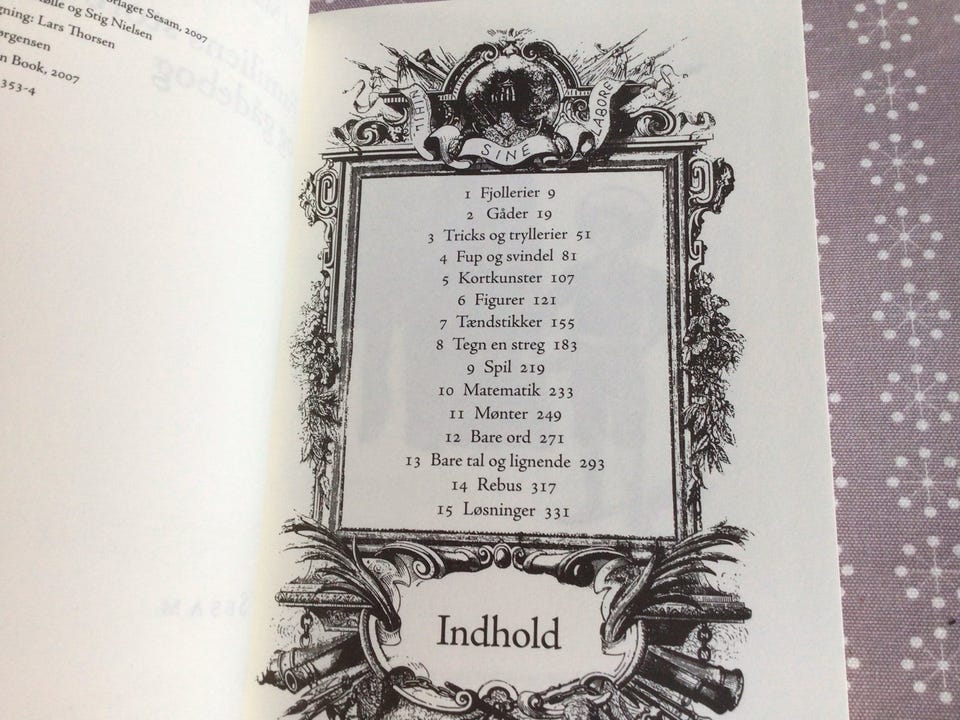 rlaget Sesam, 2007
ølle og Stig Nielsen
gning: Lars Thorsen
ørgensen
n Book, 2007
353-4
NIHIL
SINE
LABORE
1 Fjollerier 9
2 Gåder 19
3 Tricks og tryllerier 51
4 Fup og svindel 81
5 Kortkunster 107
6 Figurer 121
7 Tændstikker 155
8 Tegn en streg 183
9 Spil 219
10 Matematik 233
11 Mønter 249
12 Bare ord 271
13 Bare tal og lignende 293
14 Rebus 317
15 Løsninger 331
Indhold